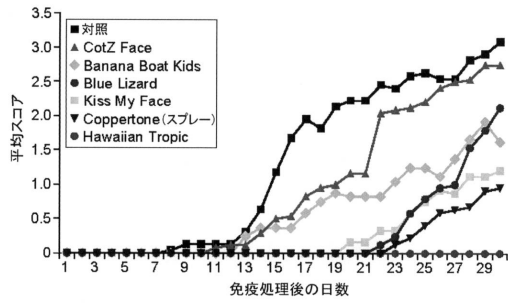 3.5
3.0
2.5
2.0
1.5
1.0
0.5
0
平均スコア
対照
CotZ Face
Banana Boat Kids
Blue Lizard
Kiss My Face
Coppertone(スプレー)
Hawaiian Tropic
1 3 5 7 9 11 13 15 17 19 21 23 25 27 29
免疫処理後の日数